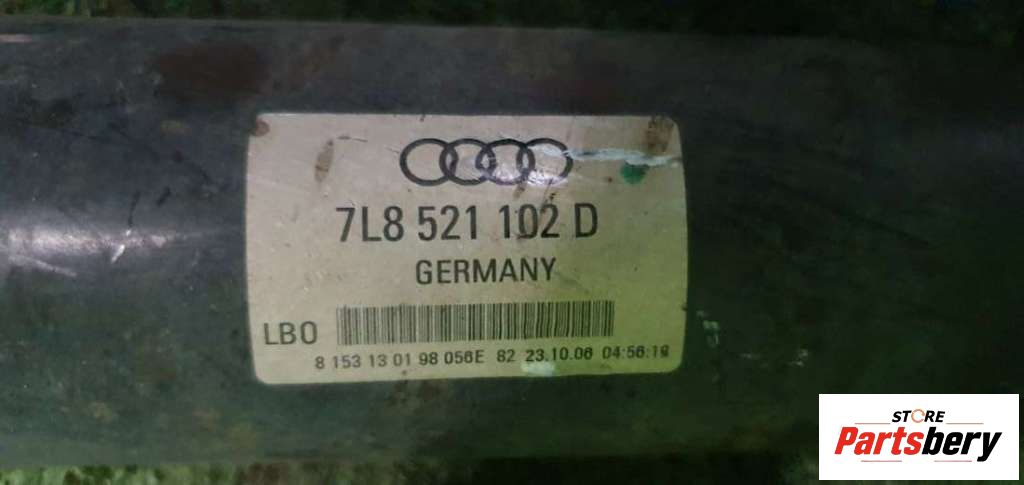 7L8 521 102 D
GERMANY
LB0
8 153 13 01 98 056E 82 23.10.06 04:56:19
STORE
Partsbery